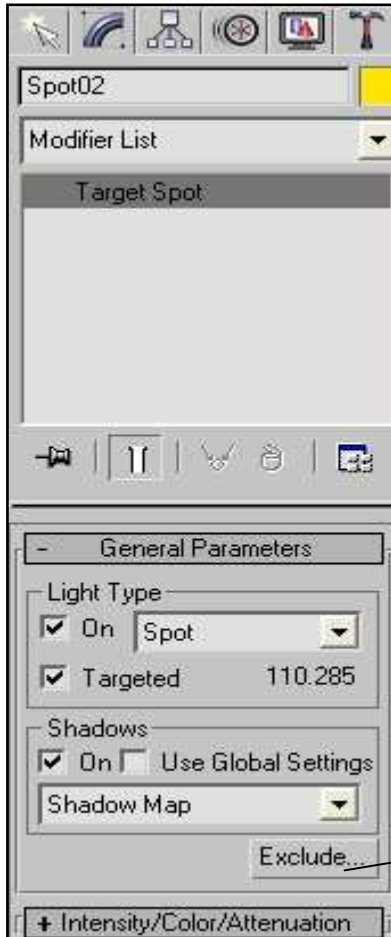 Spot02
Modifier List
Target Spot
- General Parameters
Light Type
On Spot
Targeted 110.285
Shadows
On Use Global Settings
Shadow Map
Exclude...
+ Intensity/Color/Attenuation